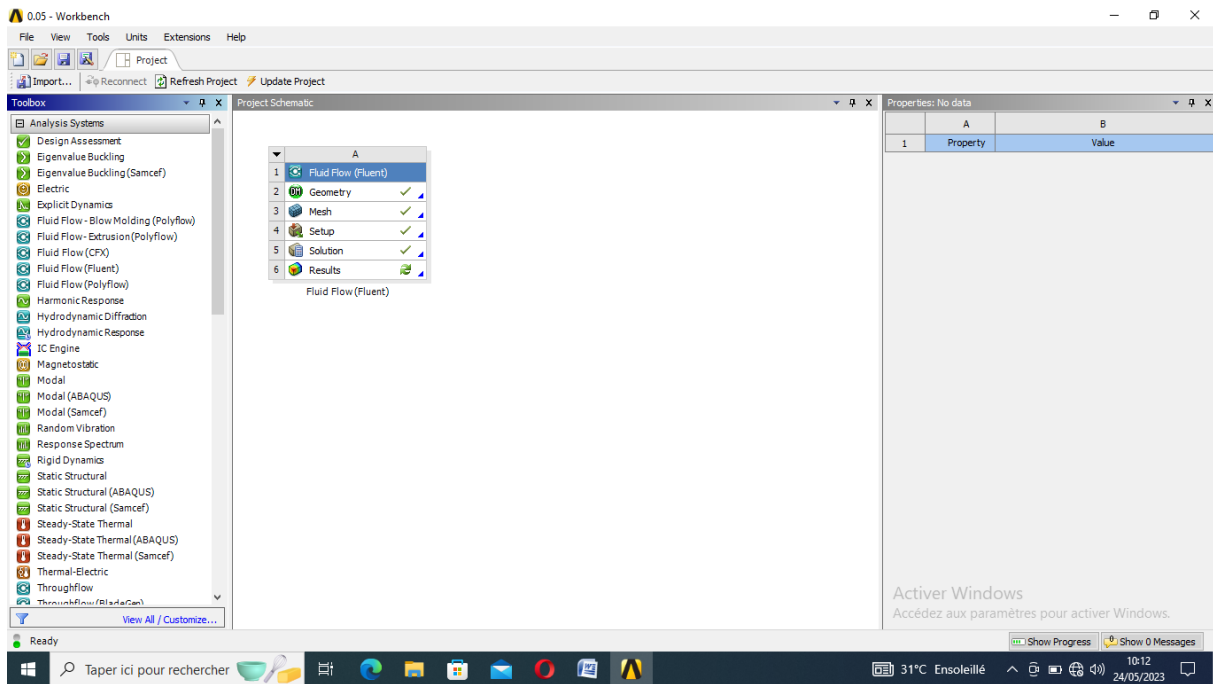 0.05 - Workbench
File View Tools Units Extensions Help
Project
Import... Reconnect Refresh Project Update Project
Toolbox
Project Schematic
Properties: No data
Analysis Systems
Design Assessment
Eigenvalue Buckling
Eigenvalue Buckling (Samcef)
Electric
Explicit Dynamics
Fluid Flow - Blow Molding (Polyflow)
Fluid Flow - Extrusion (Polyflow)
Fluid Flow (CFX)
Fluid Flow (Fluent)
Fluid Flow (Polyflow)
Harmonic Response
Hydrodynamic Diffraction
Hydrodynamic Response
IC Engine
Magnetostatic
Modal
Modal (ABAQUS)
Modal (Samcef)
Random Vibration
Response Spectrum
Rigid Dynamics
Static Structural
Static Structural (ABAQUS)
Static Structural (Samcef)
Steady-State Thermal
Steady-State Thermal (ABAQUS)
Steady-State Thermal (Samcef)
Thermal-Electric
Throughflow
Throughflow (BladeGen)
View All / Customize...
A
1 Fluid Flow (Fluent)
2 Geometry
3 Mesh
4 Setup
5 Solution
6 Results
Fluid Flow (Fluent)
A B
1 Property Value
Activer Windows
Accédez aux paramètres pour activer Windows.
Ready
Show Progress Show 0 Messages
Taper ici pour rechercher
31°C Ensoleillé
10:12
24/05/2023